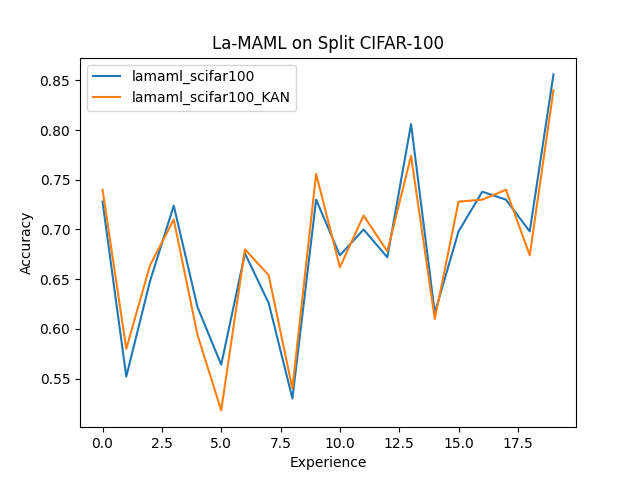 La-MAML on Split CIFAR-100
lamaml_scifar100
lamaml_scifar100_KAN
Accuracy
0.85
0.80
0.75
0.70
0.65
0.60
0.55
0.0 2.5 5.0 7.5 10.0 12.5 15.0 17.5
Experience